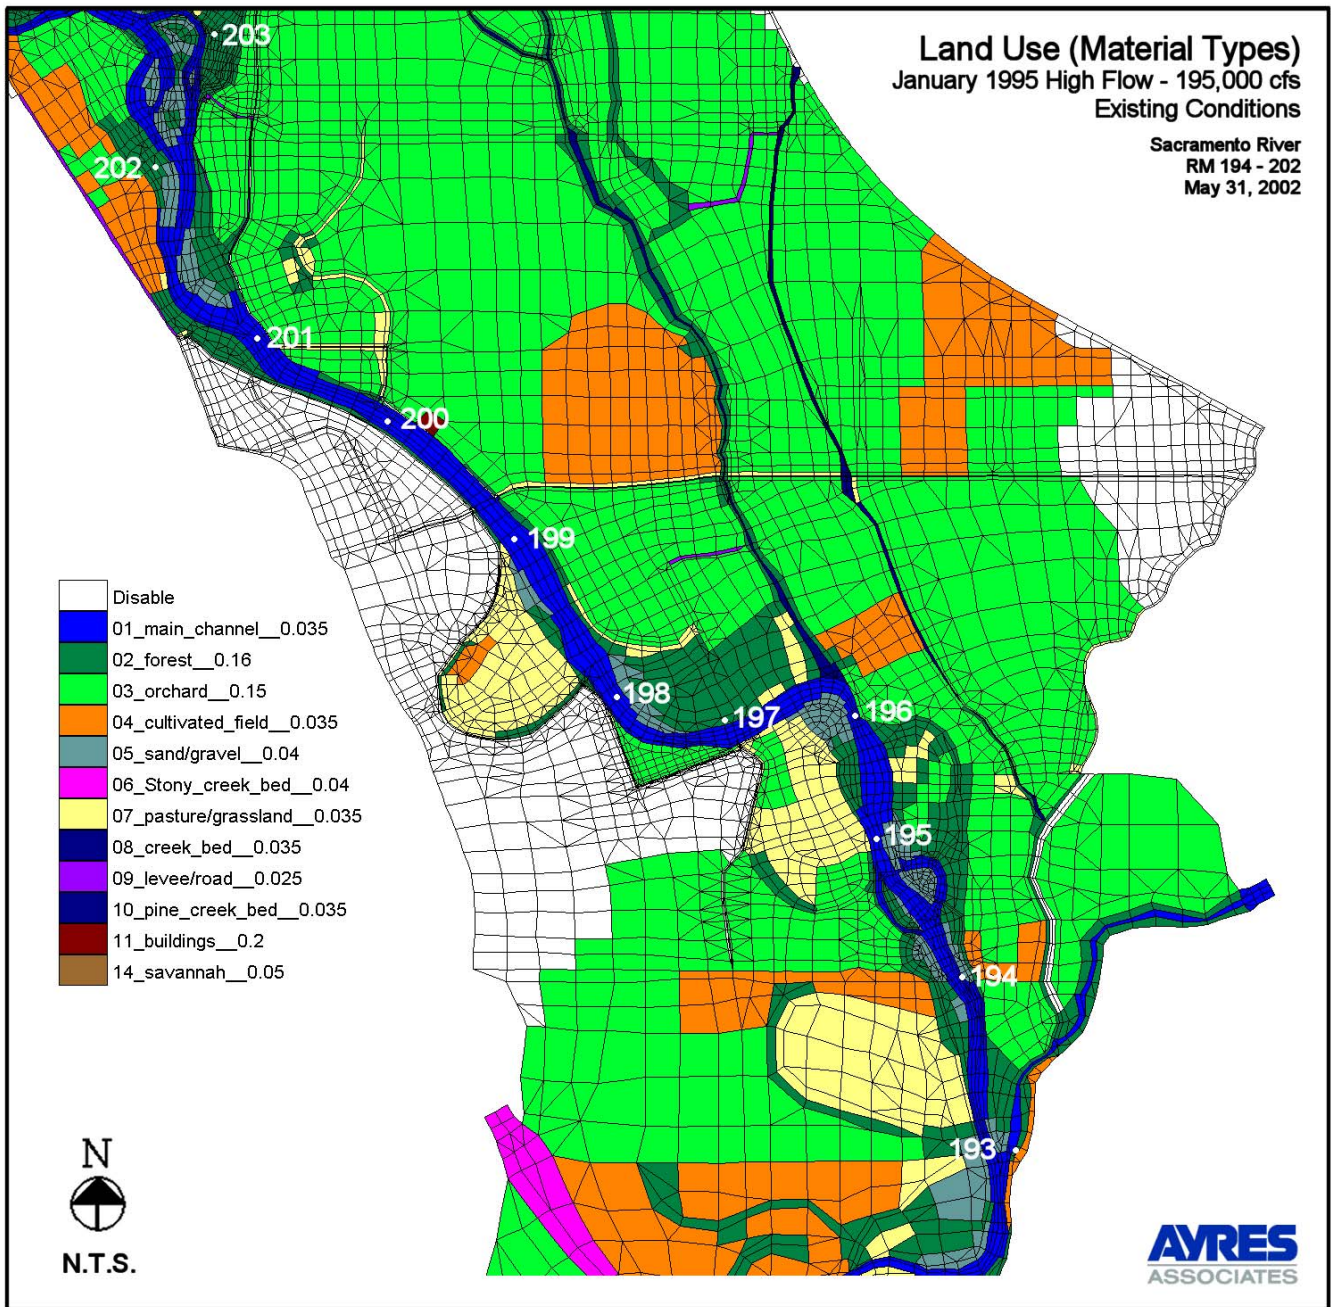 Land Use (Material Types)
January 1995 High Flow - 195,000 cfs
Existing Conditions
Sacramento River
RM 194 - 202
May 31, 2002
203
202
201
200
199
198
197
196
195
194
193
Disable
01_main_channel__0.035
02_forest__0.16
03_orchard__0.15
04_cultivated_field__0.035
05_sand/gravel__0.04
06_Stony_creek_bed__0.04
07_pasture/grassland__0.035
08_creek_bed__0.035
09_levee/road__0.025
10_pine_creek_bed__0.035
11_buildings__0.2
14_savannah__0.05
N
N.T.S.
AYRES
ASSOCIATES